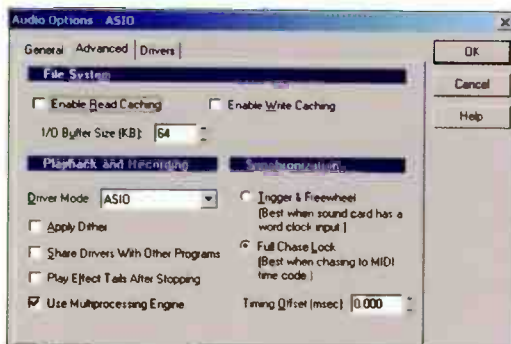 Audio Options ASIO
General Advanced Drivers
OK
Cancel
Help
File System
Enable Read Caching
Enable Write Caching
I/O Buffer Size (KB): 64
Playback and Recording
Driver Mode ASIO
Apply Dither
Share Drivers With Other Programs
Play Effect Tails After Stopping
Use Multiprocessing Engine
Synchronization
Trigger & Freewheel
(Best when sound card has a
word clock input)
Full Chase Lock
(Best when chasing to MIDI
time code)
Timing Offset (msec) 0.000